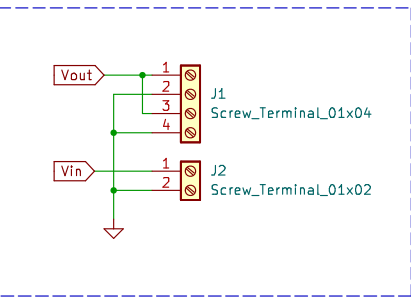 Vout
1
2
3
4
J1
Screw_Terminal_01x04
Vin
1
2
J2
Screw_Terminal_01x02